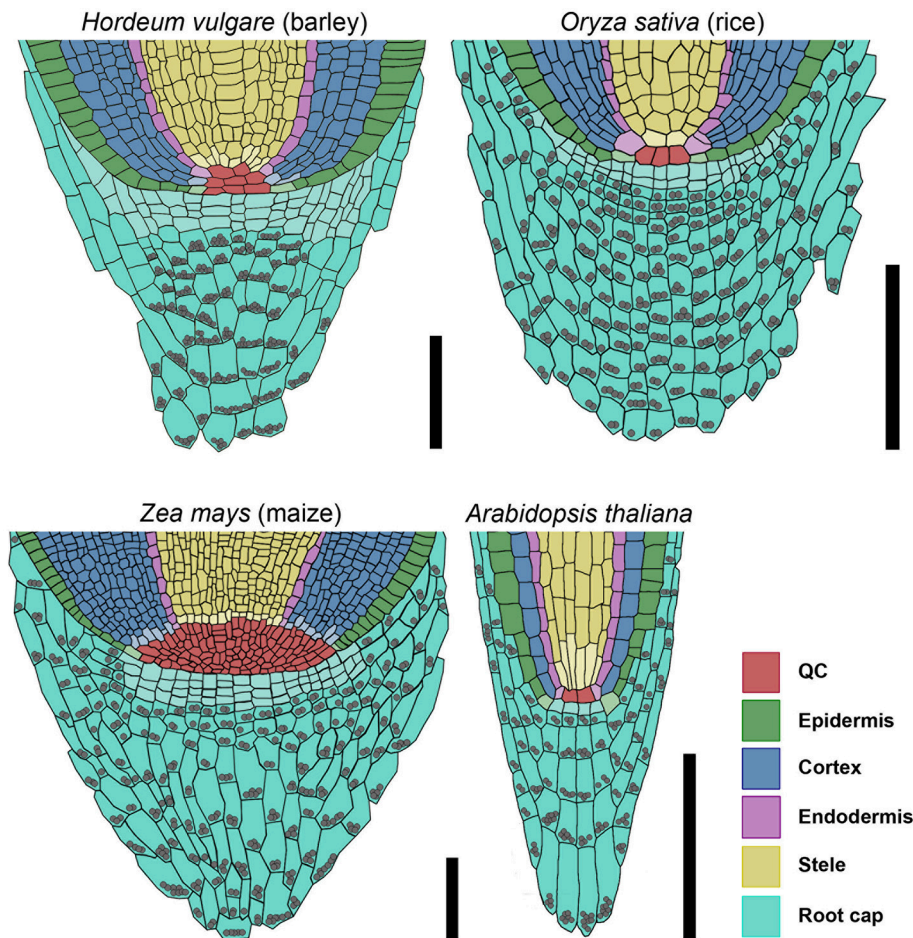 Hordeum vulgare (barley)
Oryza sativa (rice)
Zea mays (maize)
Arabidopsis thaliana
QC
Epidermis
Cortex
Endodermis
Stele
Root cap